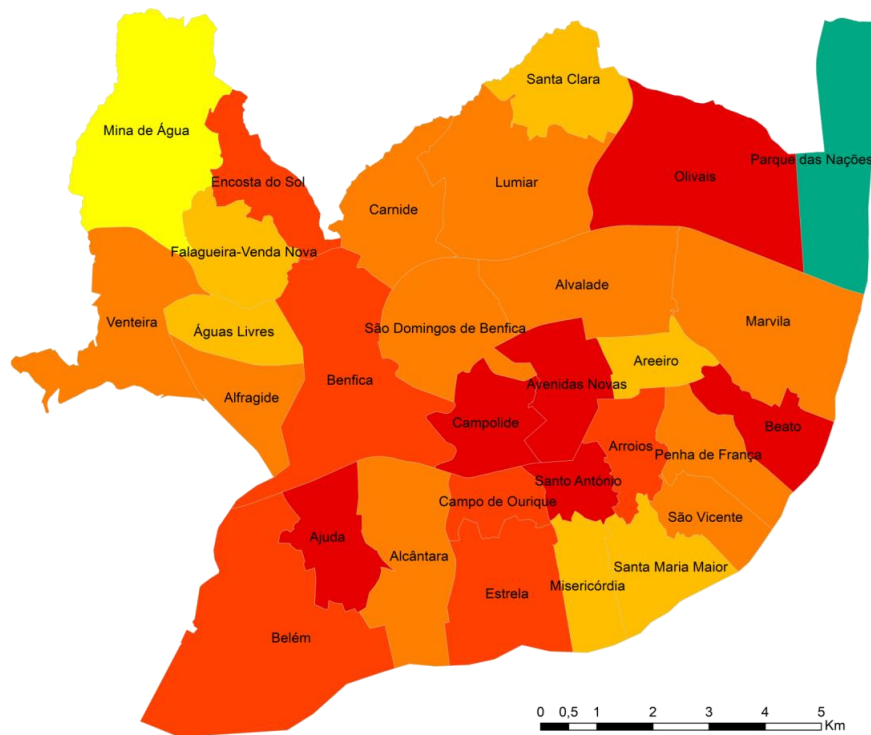 Santa Clara
Mina de Água
Parque das Nações
Encosta do Sol
Lumiar
Olivais
Carnide
Falagueira-Venda Nova
Alvalade
Venteira
Águas Livres
São Domingos de Benfica
Marvila
Areeiro
Benfica
Avenidas Novas
Alfragide
Campolide
Beato
Arroios
Penha de França
Santo António
Campo de Ourique
São Vicente
Ajuda
Alcântara
Santa Maria Maior
Misericórdia
Estrela
Belém
0 0,5 1 2 3 4 5
Km